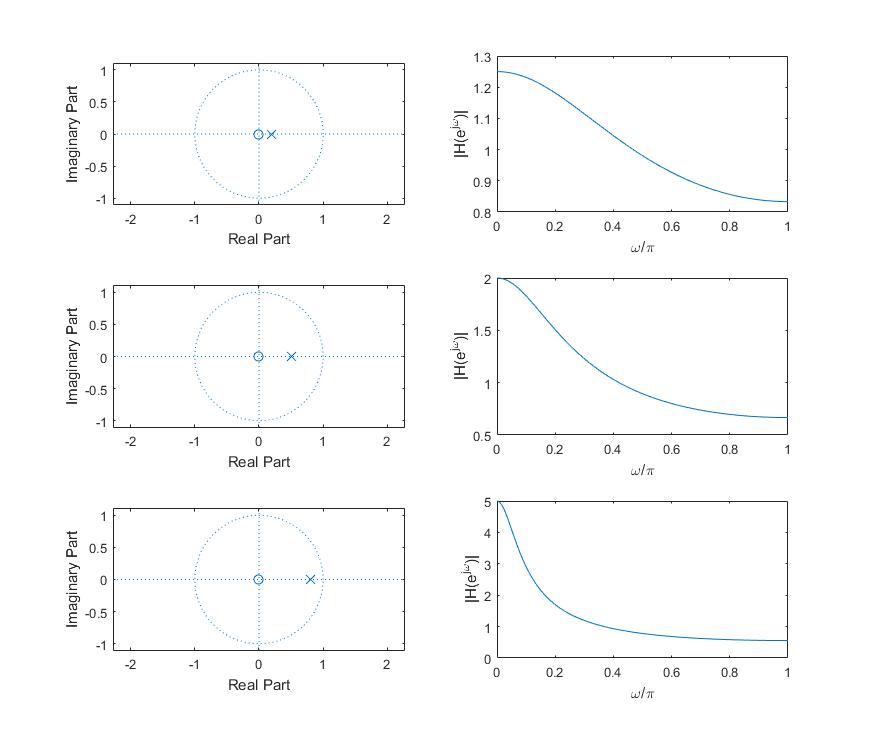 Imaginary Part
1
0.5
0
-0.5
-1
-2 -1 0 1 2
Real Part
|H(e^jω)|
1.3
1.2
1.1
1
0.9
0.8
0 0.2 0.4 0.6 0.8 1
ω/π
Imaginary Part
1
0.5
0
-0.5
-1
-2 -1 0 1 2
Real Part
|H(e^jω)|
2
1.5
1
0.5
0 0.2 0.4 0.6 0.8 1
ω/π
Imaginary Part
1
0.5
0
-0.5
-1
-2 -1 0 1 2
Real Part
|H(e^jω)|
5
4
3
2
1
0
0 0.2 0.4 0.6 0.8 1
ω/π